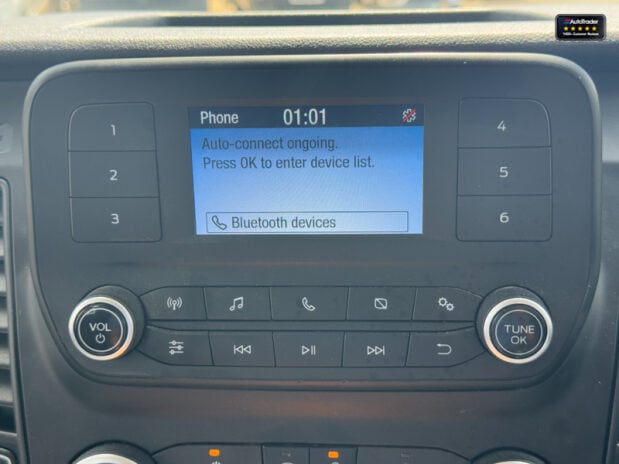 AutoTrader
Phone 01:01
Auto-connect ongoing.
Press OK to enter device list.
Bluetooth devices
1
2
3
4
5
6
VOL
TUNE
OK